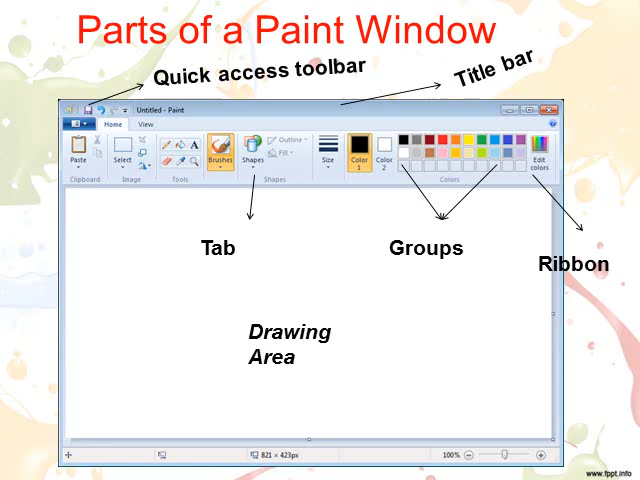 Parts of a Paint Window
Quick access toolbar
Title bar
Untitled - Paint
Home View
Paste
Select
Brushes
Shapes
Outline
Fill
Size
Color
1
Color
2
Edit
colors
Clipboard Image Tools Shapes Colors
Tab
Groups
Ribbon
Drawing
Area
821 × 423px
100%
www.fppt.info